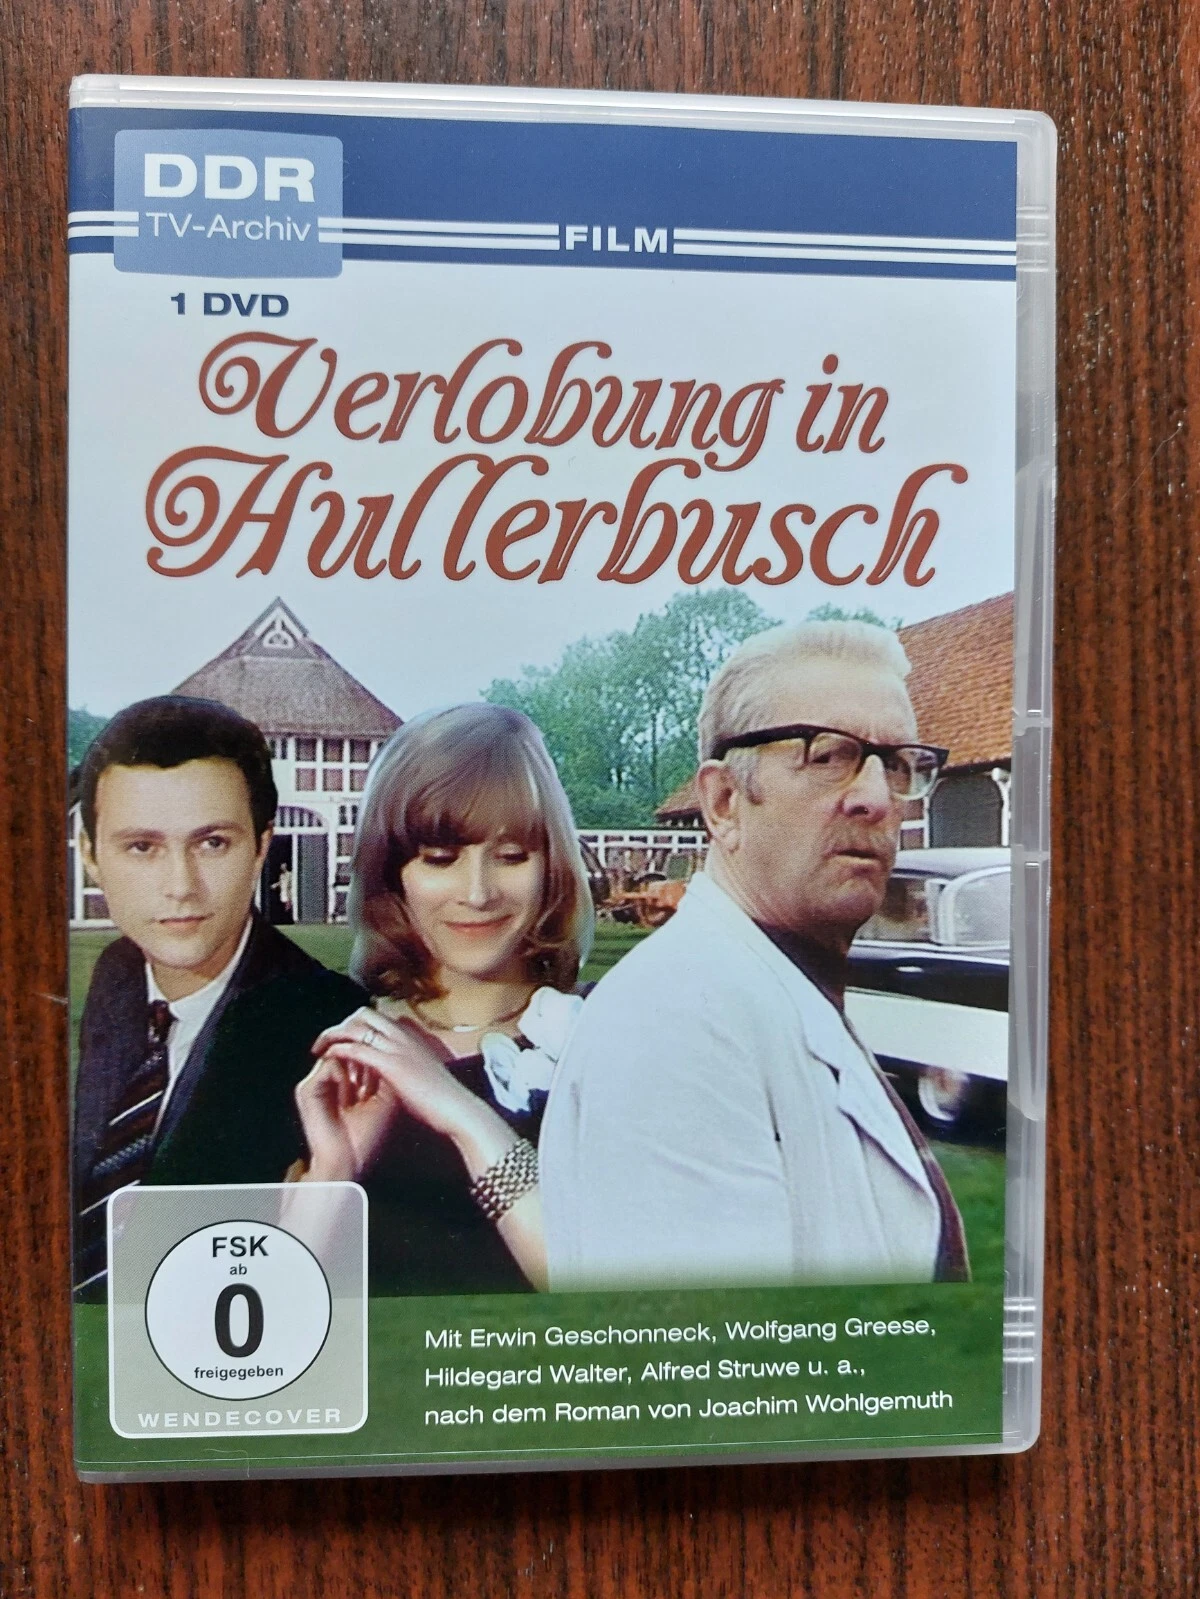 DDR
TV-Archiv
FILM
1 DVD
Verlobung in
Hullerbusch
FSK
ab
0
freigegeben
WENDECOVER
Mit Erwin Geschonneck, Wolfgang Greese,
Hildegard Walter, Alfred Struwe u. a.,
nach dem Roman von Joachim Wohlgemuth